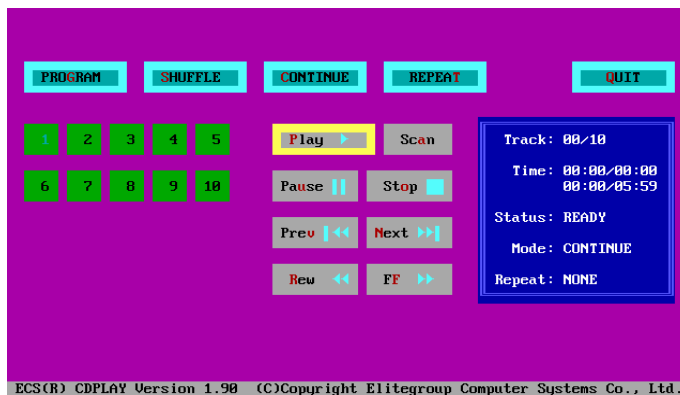 PROGRAM SHUFFLE CONTINUE REPEAT QUIT
1 2 3 4 5 Play Scan Track: 00/10
Time: 00:00/00:00
6 7 8 9 10 Pause Stop 00:00/05:59
Status: READY
Prev Next
Mode: CONTINUE
Rew FF Repeat: NONE
ECS(R) CDPLAY Version 1.90 (C)Copyright Elitegroup Computer Systems Co., Ltd.